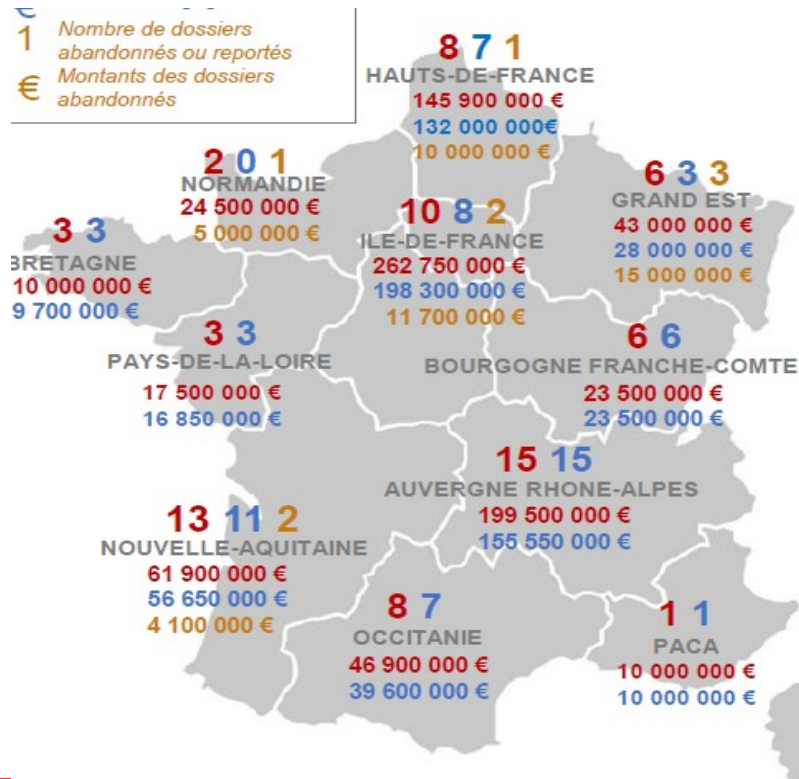 €
1 Nombre de dossiers
abandonnés ou reportés
€ Montants des dossiers
abandonnés
8 7 1
HAUTS-DE-FRANCE
145 900 000 €
132 000 000€
10 000 000 €
2 0 1
NORMANDIE
24 500 000 €
5 000 000 €
6 3 3
GRAND EST
43 000 000 €
28 000 000 €
15 000 000 €
3 3
BRETAGNE
10 000 000 €
9 700 000 €
10 8 2
ILE-DE-FRANCE
262 750 000 €
198 300 000 €
11 700 000 €
3 3
PAYS-DE-LA-LOIRE
17 500 000 €
16 850 000 €
6 6
BOURGOGNE FRANCHE-COMTE
23 500 000 €
23 500 000 €
15 15
AUVERGNE RHONE-ALPES
199 500 000 €
155 550 000 €
13 11 2
NOUVELLE-AQUITAINE
61 900 000 €
56 650 000 €
4 100 000 €
8 7
OCCITANIE
46 900 000 €
39 600 000 €
1 1
PACA
10 000 000 €
10 000 000 €